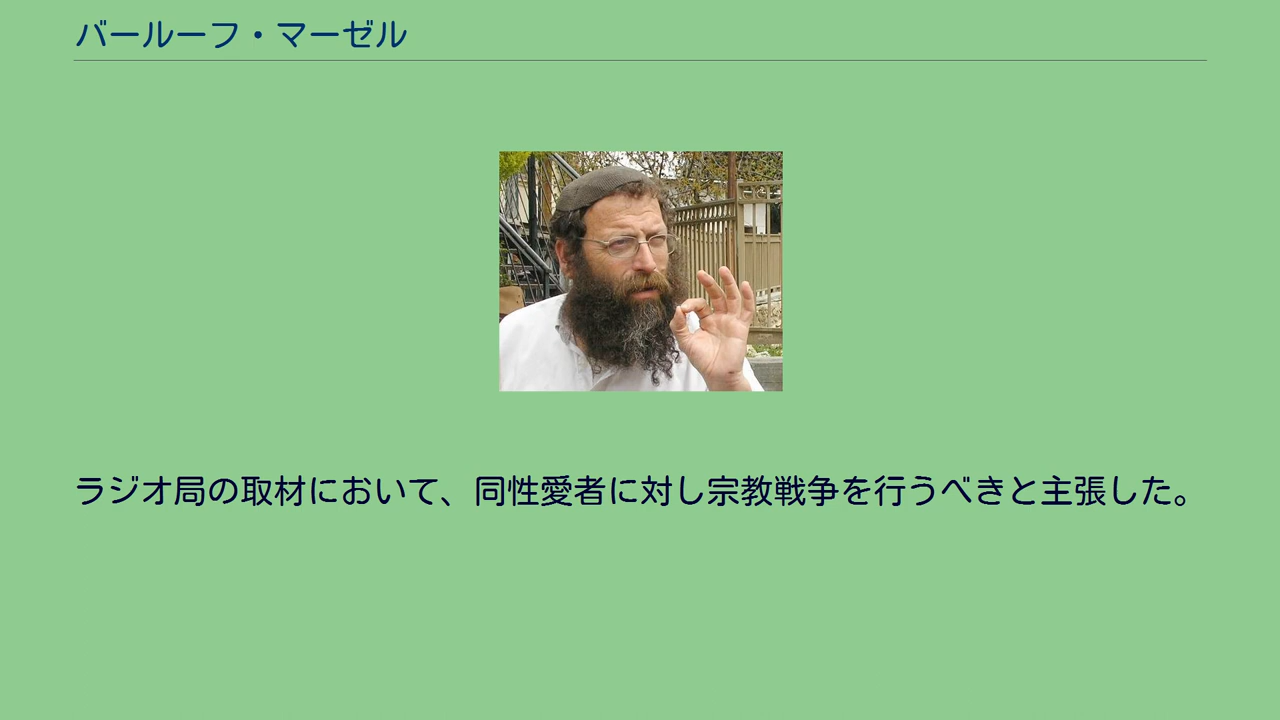 バールーフ・マーゼル
ラジオ局の取材において、同性愛者に対し宗教戦争を行うべきと主張した。